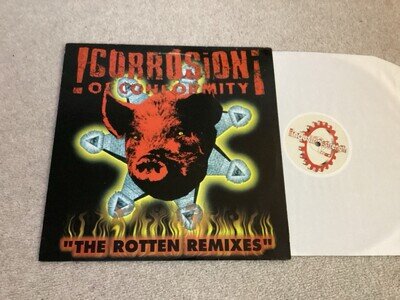 !CORROSiON¡
OF CONFORMITY
"THE ROTTEN REMIXES"